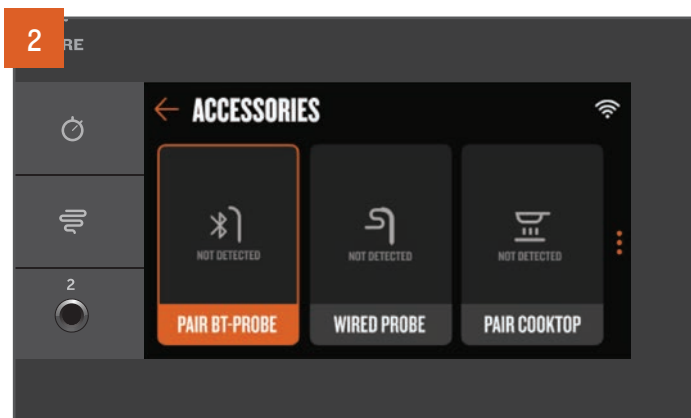 2
RE
ACCESSORIES
NOT DETECTED
NOT DETECTED
NOT DETECTED
2
PAIR BT-PROBE
WIRED PROBE
PAIR COOKTOP